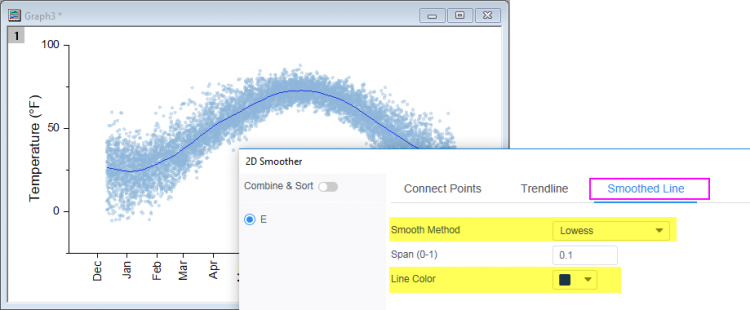 Graph3 *
1
100
50
0
Temperature (°F)
Dec
Jan
Feb
Mar
Apr
2D Smoother
Combine & Sort
E
Connect Points
Trendline
Smoothed Line
Smooth Method
Lowess
Span (0-1)
0.1
Line Color